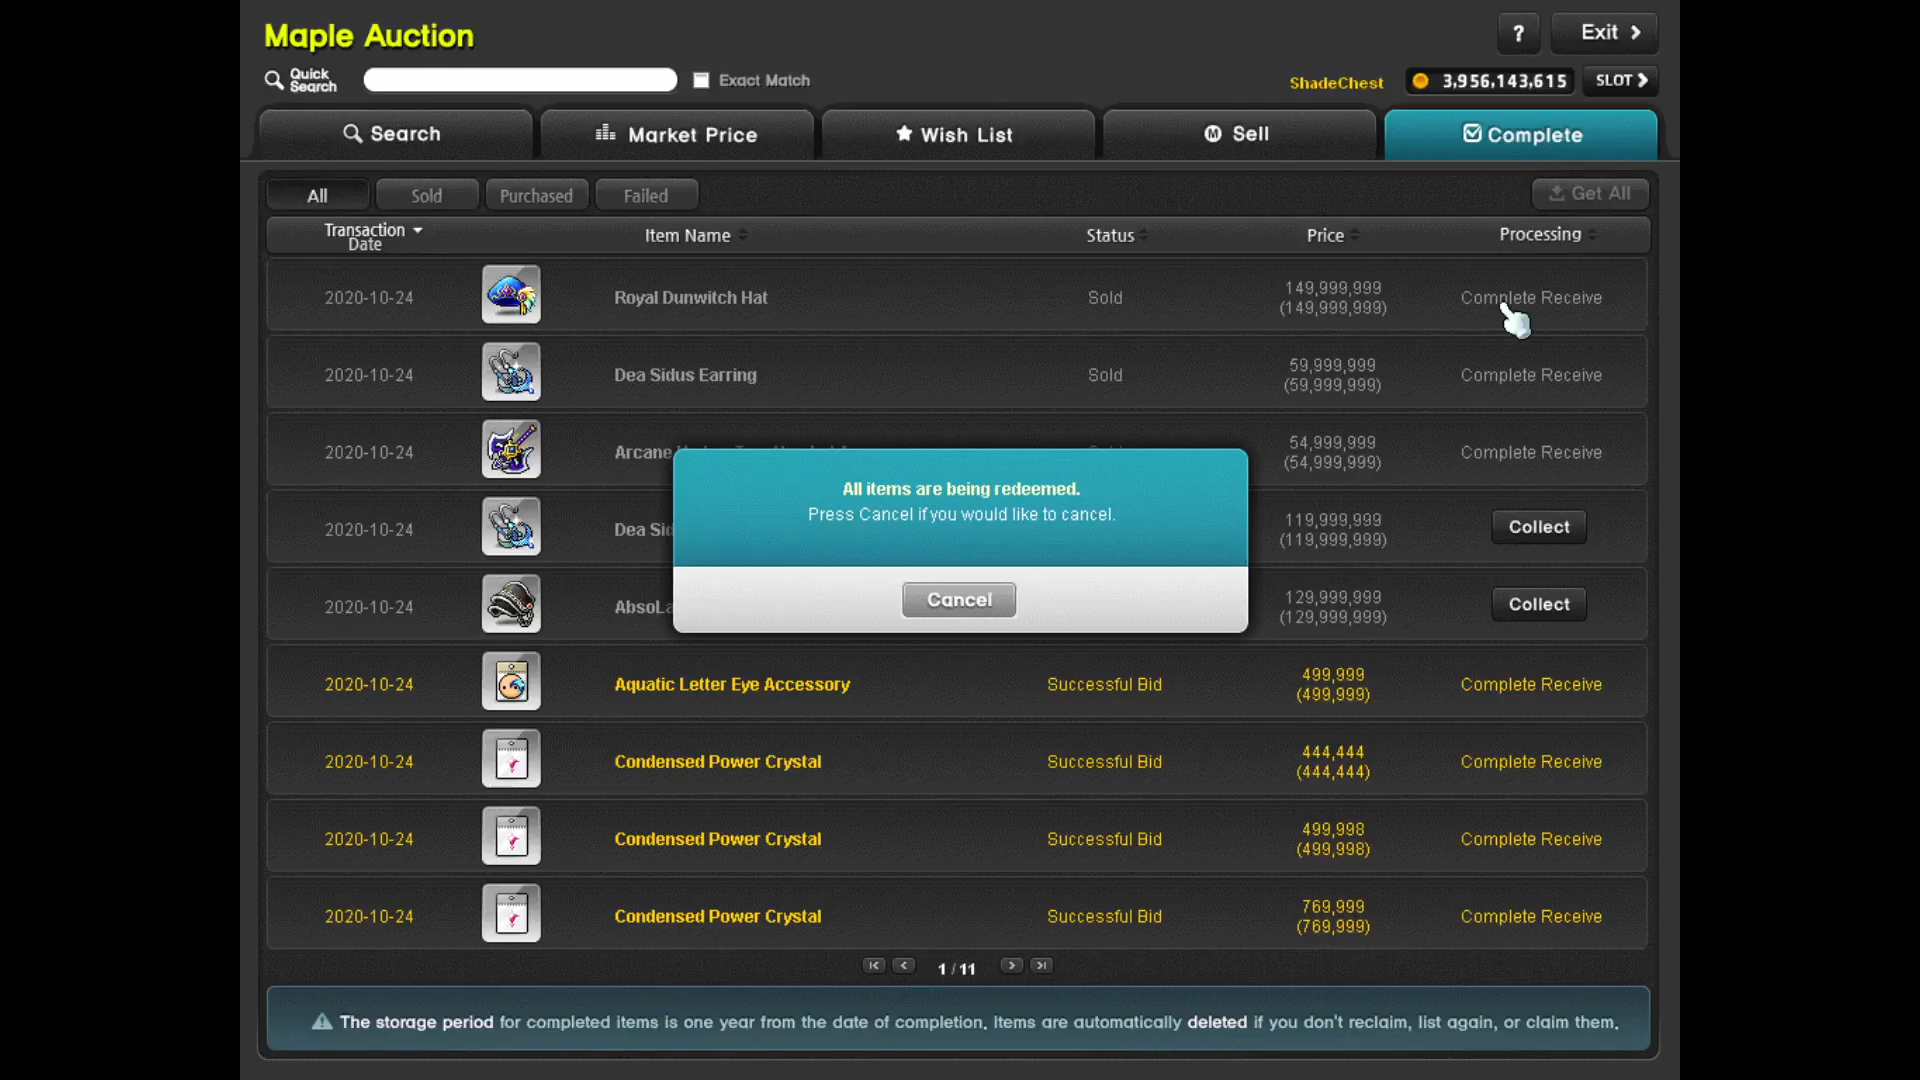 Maple Auction
?
Exit
Quick
Search
Exact Match
ShadeChest
3,956,143,615
SLOT
Search
Market Price
Wish List
Sell
Complete
All
Sold
Purchased
Failed
Get All
Transaction
Date
Item Name
Status
Price
Processing
2020-10-24
Royal Dunwitch Hat
Sold
149,999,999
(149,999,999)
Complete Receive
2020-10-24
Dea Sidus Earring
Sold
59,999,999
(59,999,999)
Complete Receive
2020-10-24
Arcane
54,999,999
(54,999,999)
Complete Receive
2020-10-24
Dea Sid
119,999,999
(119,999,999)
Collect
2020-10-24
AbsoLa
129,999,999
(129,999,999)
Collect
All items are being redeemed.
Press Cancel if you would like to cancel.
Cancel
2020-10-24
Aquatic Letter Eye Accessory
Successful Bid
499,999
(499,999)
Complete Receive
2020-10-24
Condensed Power Crystal
Successful Bid
444,444
(444,444)
Complete Receive
2020-10-24
Condensed Power Crystal
Successful Bid
499,998
(499,998)
Complete Receive
2020-10-24
Condensed Power Crystal
Successful Bid
769,999
(769,999)
Complete Receive
1 / 11
The storage period for completed items is one year from the date of completion. Items are automatically deleted if you don't reclaim, list again, or claim them.